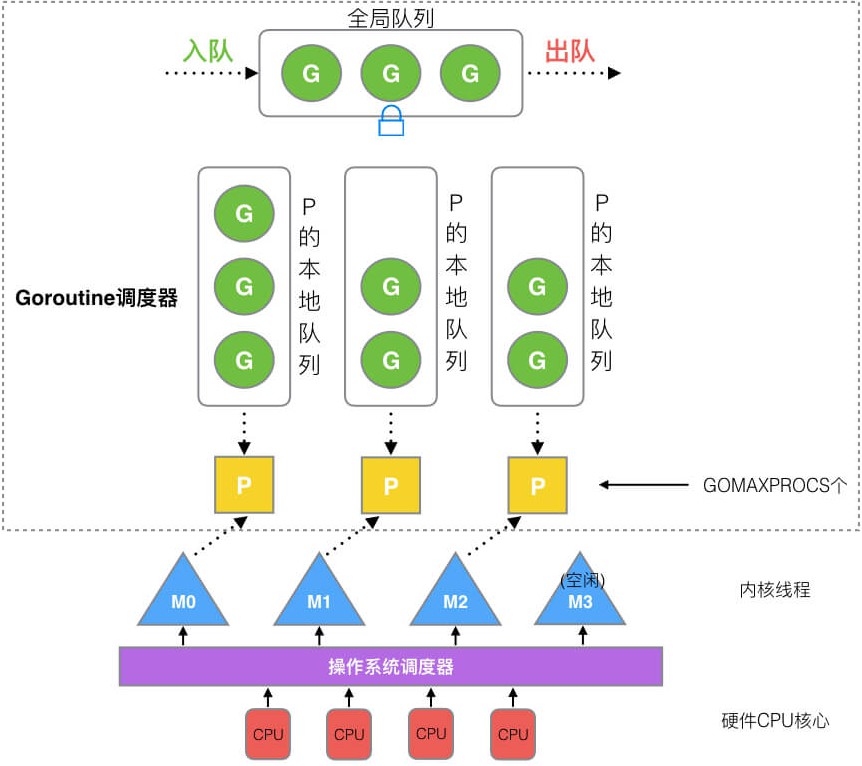 全局队列
入队
出队
G G G
G
G
G
P的本地队列
G
G
P的本地队列
G
G
P的本地队列
Goroutine调度器
P P P
GOMAXPROCS个
M0 M1 M2 (空闲) M3
内核线程
操作系统调度器
CPU CPU CPU CPU
硬件CPU核心